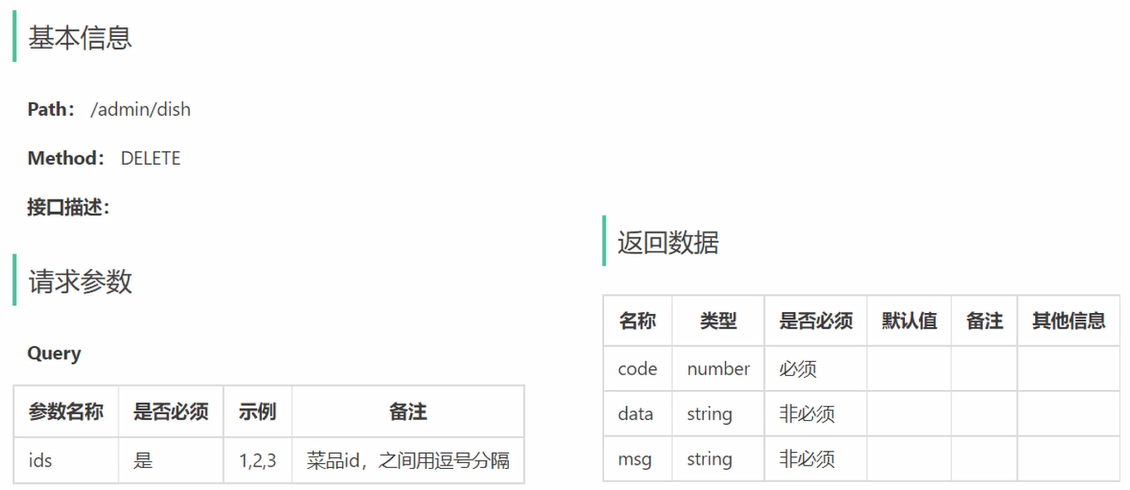 基本信息
Path： /admin/dish
Method： DELETE
接口描述：
请求参数
Query
参数名称 是否必须 示例 备注
ids 是 1,2,3 菜品id，之间用逗号分隔
返回数据
名称 类型 是否必须 默认值 备注 其他信息
code number 必须
data string 非必须
msg string 非必须